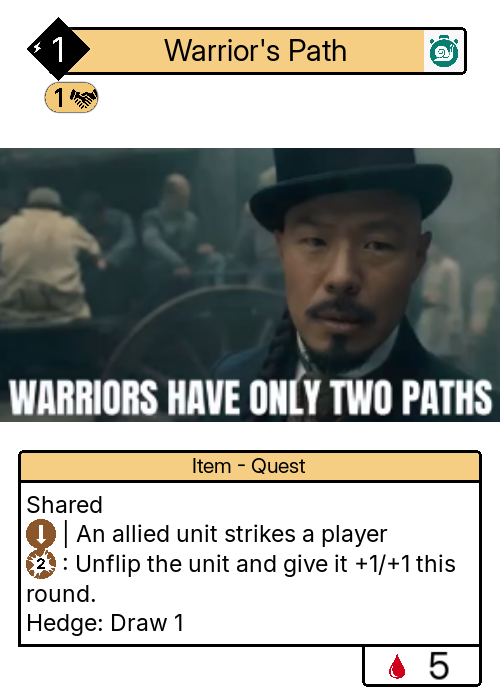 1 Warrior's Path
1
WARRIORS HAVE ONLY TWO PATHS
Item - Quest
Shared
| An allied unit strikes a player
2 : Unflip the unit and give it +1/+1 this
round.
Hedge: Draw 1
5